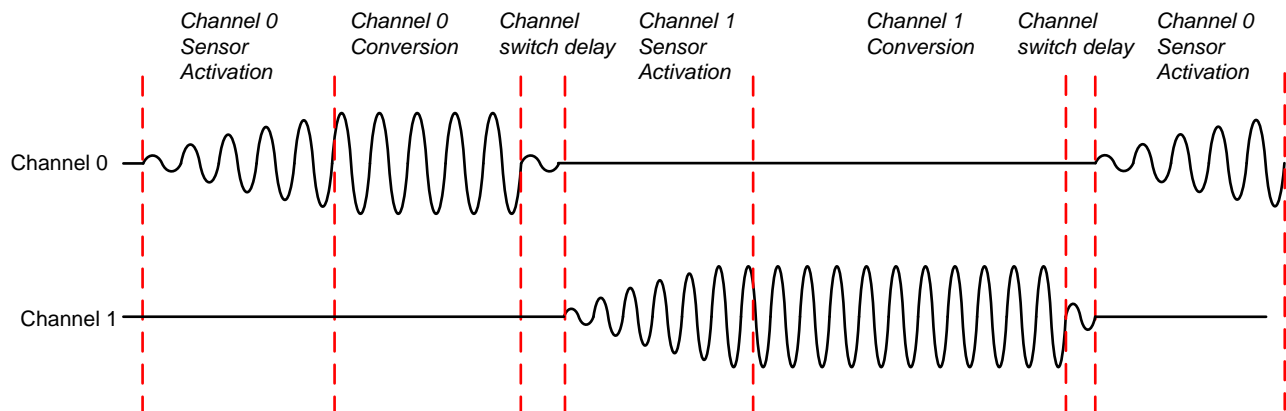 Channel 0
Sensor
Activation
Channel 0
Conversion
Channel
switch delay
Channel 1
Sensor
Activation
Channel 1
Conversion
Channel
switch delay
Channel 0
Sensor
Activation
Channel 0
Channel 1